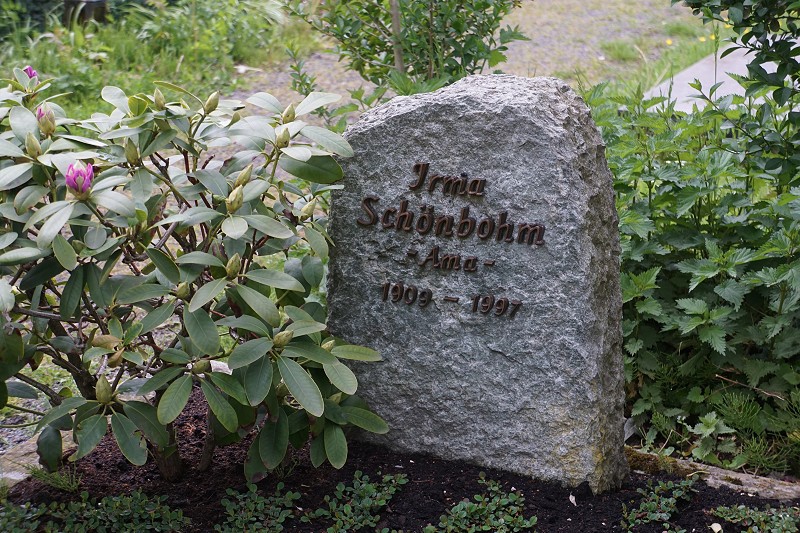 Irma
Schönbohm
- Ama -
1909 - 1997